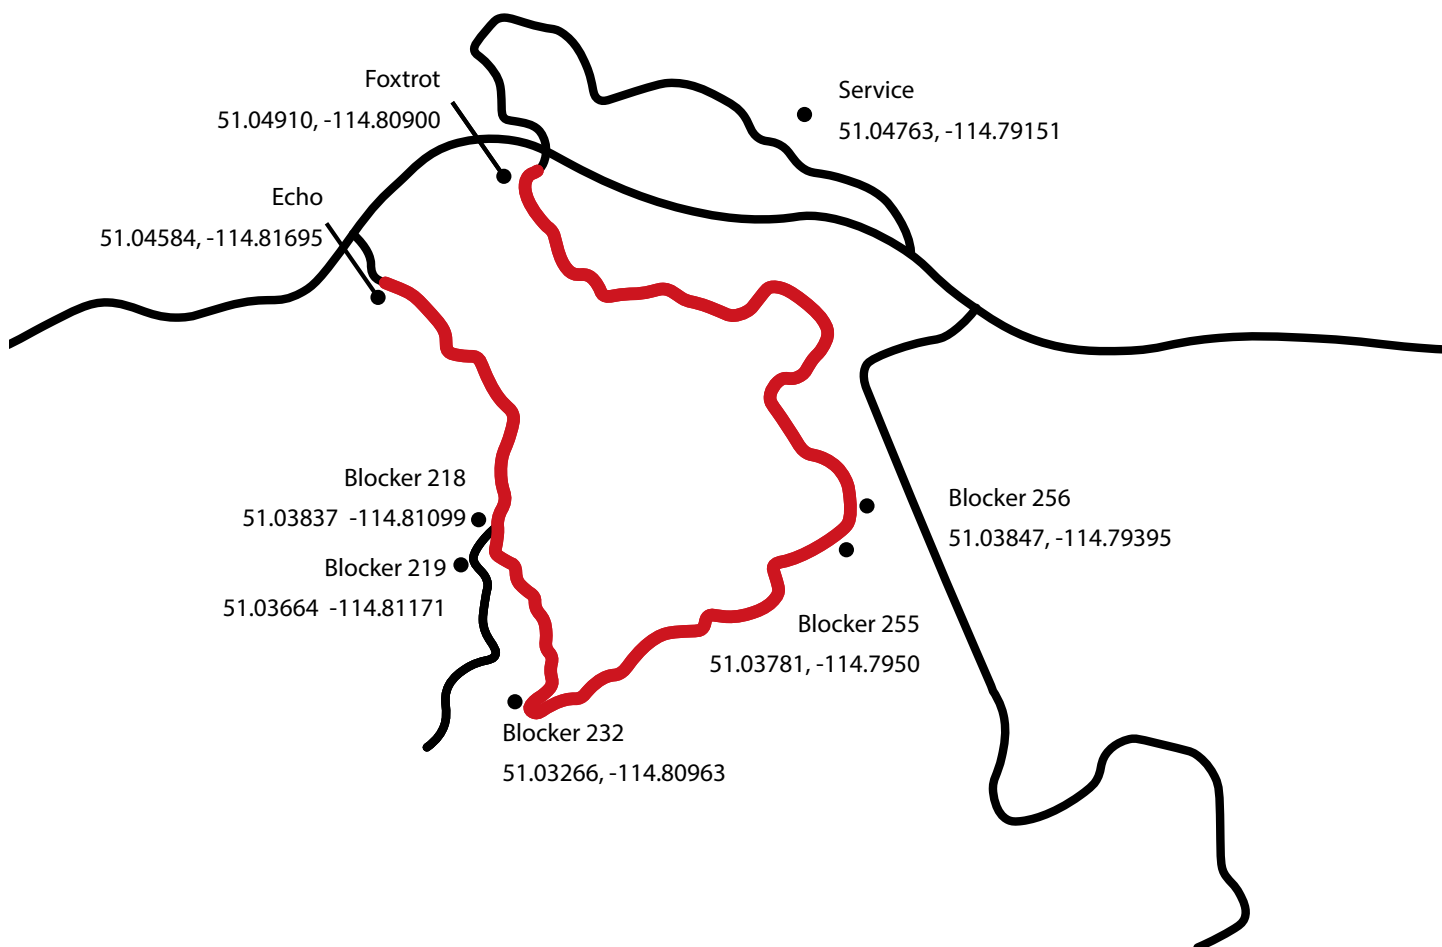 Foxtrot
51.04910, -114.80900
Service
51.04763, -114.79151
Echo
51.04584, -114.81695
Blocker 218
51.03837  -114.81099
Blocker 219
51.03664  -114.81171
Blocker 256
51.03847, -114.79395
Blocker 255
51.03781, -114.7950
Blocker 232
51.03266, -114.80963